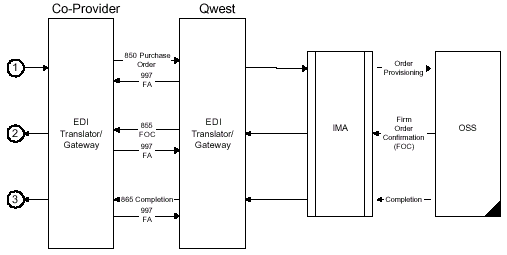 Co-Provider
Qwest
1
850 Purchase
Order
997
FA
Order
Provisioning
2
EDI
Translator/
Gateway
855
FOC
997
FA
EDI
Translator/
Gateway
IMA
Firm
Order
Confirmation
(FOC)
OSS
3
865 Completion
997
FA
Completion